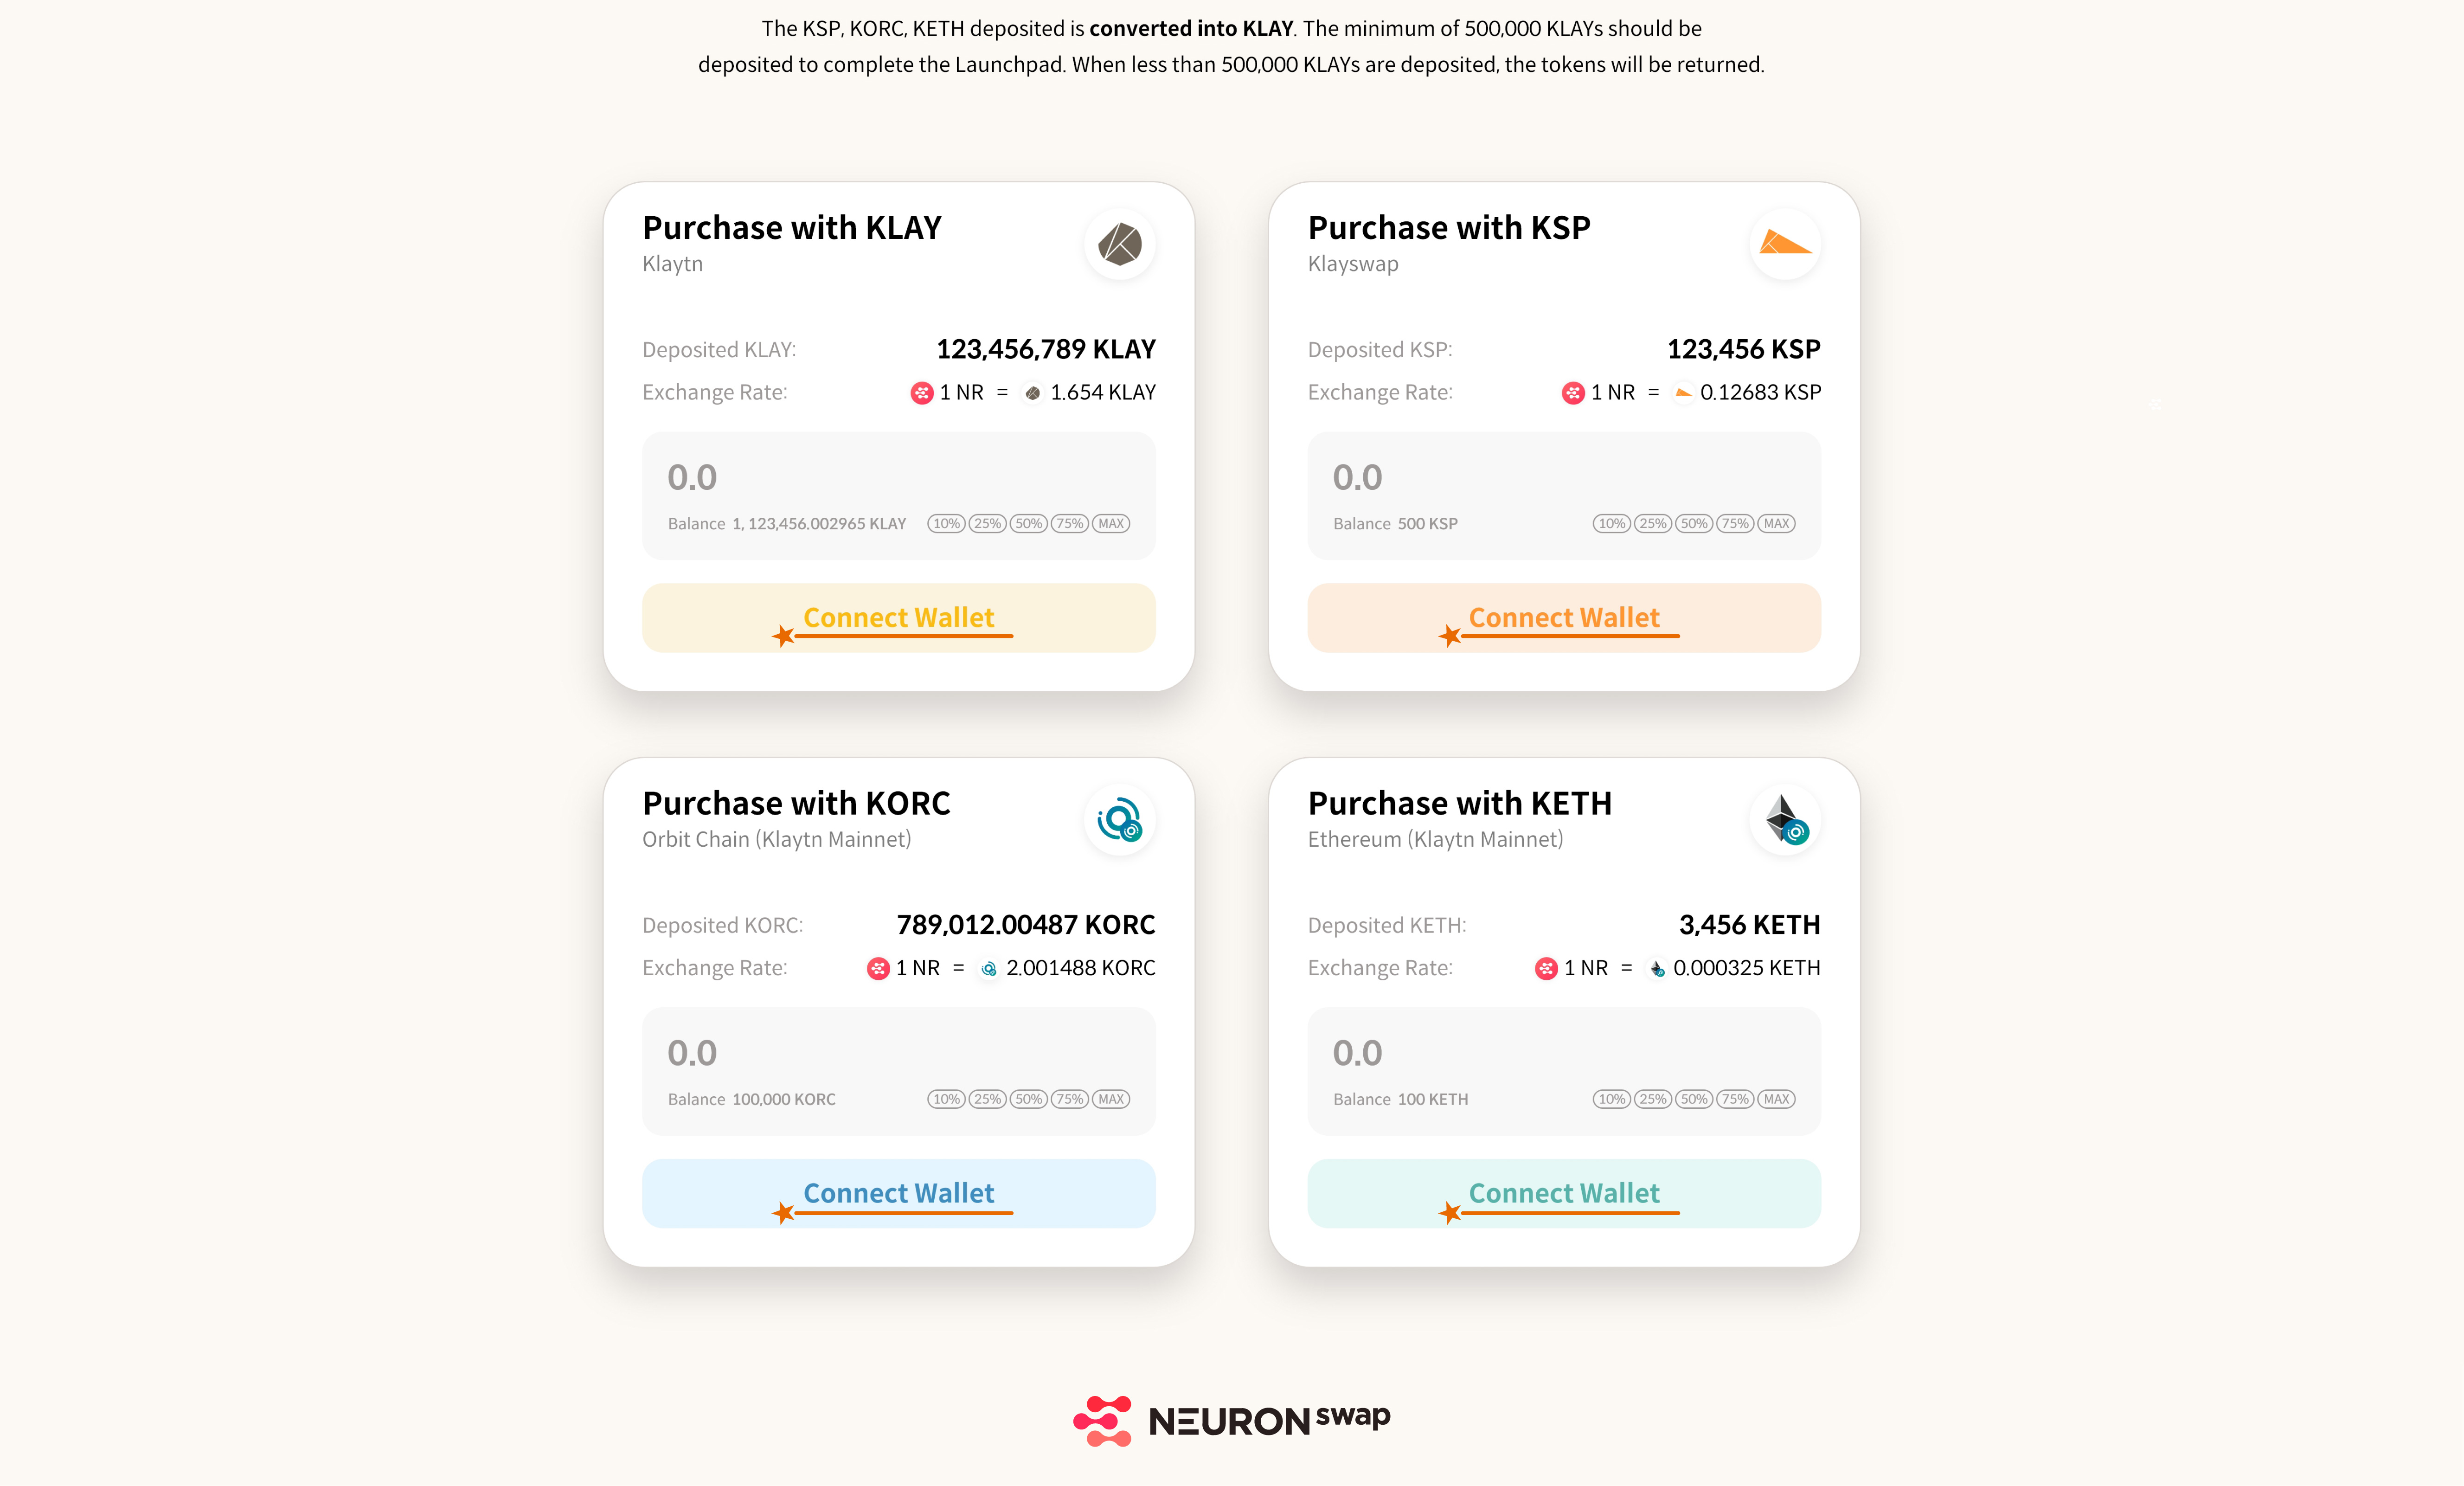 The KSP, KORC, KETH deposited is converted into KLAY. The minimum of 500,000 KLAYs should be
deposited to complete the Launchpad. When less than 500,000 KLAYs are deposited, the tokens will be returned.
Purchase with KLAY
Klaytn
Deposited KLAY: 123,456,789 KLAY
Exchange Rate: 1 NR = 1.654 KLAY
0.0
Balance 1, 123,456.002965 KLAY 10% 25% 50% 75% MAX
Connect Wallet
Purchase with KSP
Klayswap
Deposited KSP: 123,456 KSP
Exchange Rate: 1 NR = 0.12683 KSP
0.0
Balance 500 KSP 10% 25% 50% 75% MAX
Connect Wallet
Purchase with KORC
Orbit Chain (Klaytn Mainnet)
Deposited KORC: 789,012.00487 KORC
Exchange Rate: 1 NR = 2.001488 KORC
0.0
Balance 100,000 KORC 10% 25% 50% 75% MAX
Connect Wallet
Purchase with KETH
Ethereum (Klaytn Mainnet)
Deposited KETH: 3,456 KETH
Exchange Rate: 1 NR = 0.000325 KETH
0.0
Balance 100 KETH 10% 25% 50% 75% MAX
Connect Wallet
NEURON swap